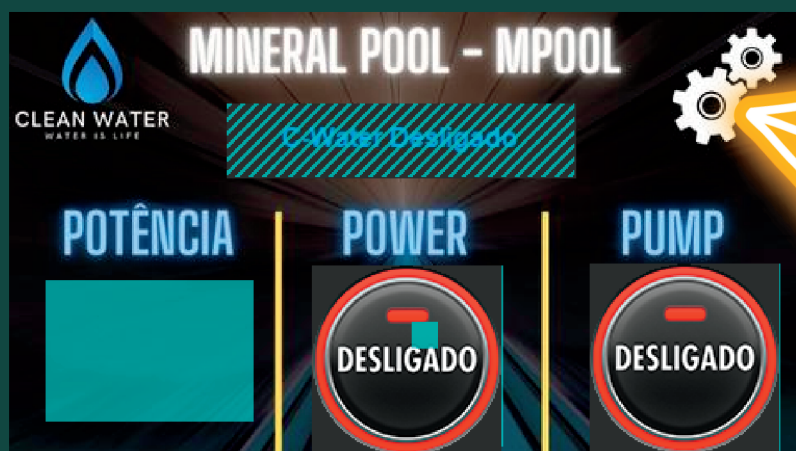 MINERAL POOL - MPOOL
CLEAN WATER
WATER IS LIFE
C-Water Desligado
POTÊNCIA
POWER
PUMP
DESLIGADO
DESLIGADO